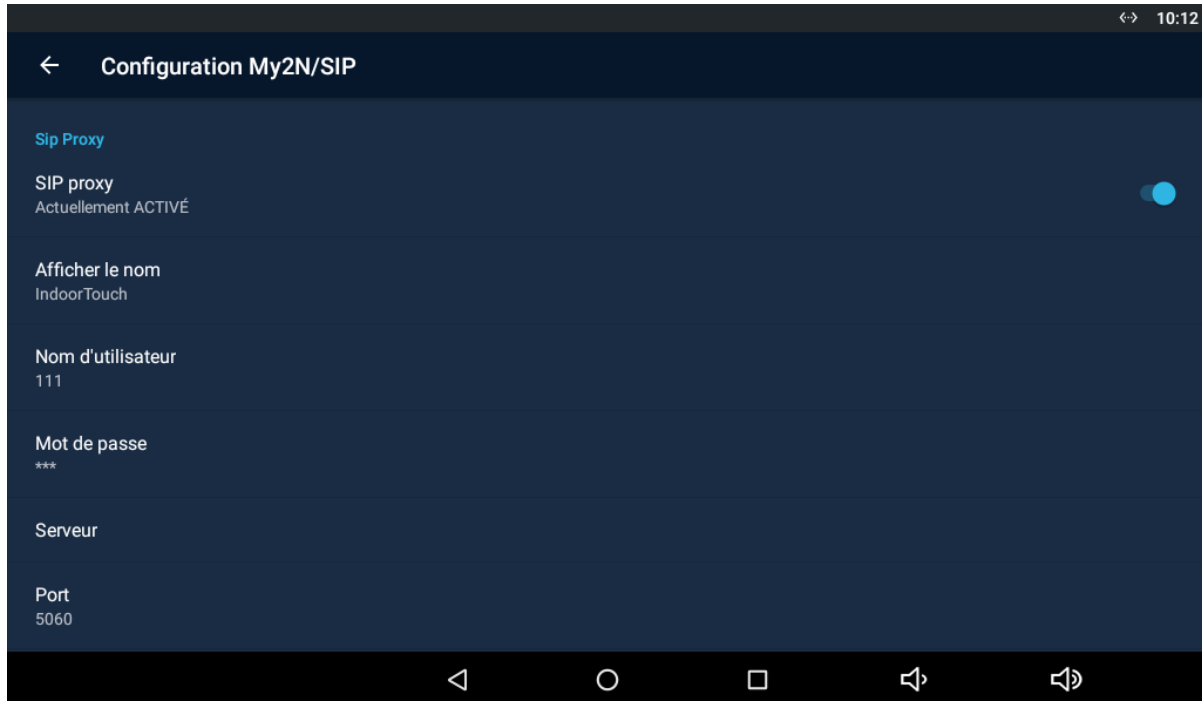 10:12
Configuration My2N/SIP
Sip Proxy
SIP proxy
Actuellement ACTIVÉ
Afficher le nom
IndoorTouch
Nom d'utilisateur
111
Mot de passe
***
Serveur
Port
5060